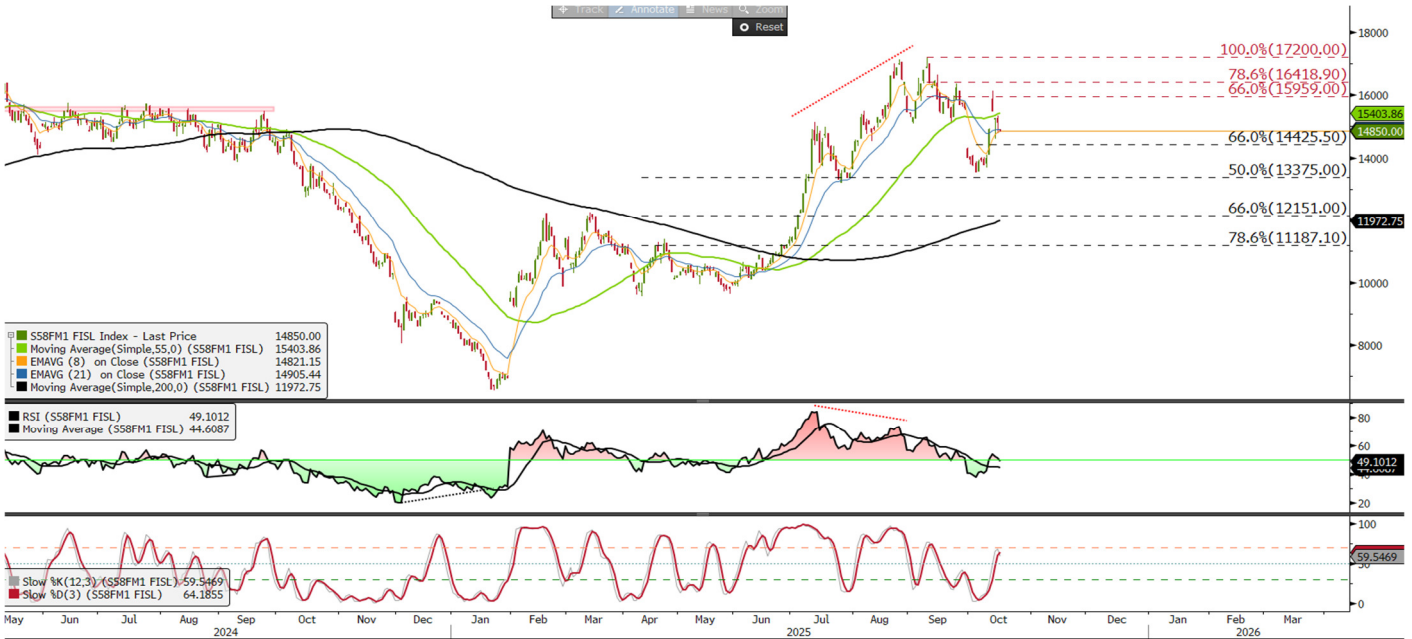 Track Annotate News Zoom
Reset
18000
100.0%(17200.00)
78.6%(16418.90)
66.0%(15959.00)
16000
15403.86
14850.00
66.0%(14425.50)
14000
50.0%(13375.00)
66.0%(12151.00)
11972.75
78.6%(11187.10)
10000
8000
S58FM1 FISL Index - Last Price 14850.00
Moving Average(Simple,55,0) (S58FM1 FISL) 15403.86
EMAVG (8) on Close (S58FM1 FISL) 14821.15
EMAVG (21) on Close (S58FM1 FISL) 14905.44
Moving Average(Simple,200,0) (S58FM1 FISL) 11972.75
RSI (S58FM1 FISL) 49.1012
Moving Average (S58FM1 FISL) 44.6087
80
60
49.1012
44.6087
40
20
100
59.5469
50
0
Slow %K(12,3) (S58FM1 FISL) 59.5469
Slow %D(3) (S58FM1 FISL) 64.1855
May Jun Jul Aug Sep Oct Nov Dec Jan Feb Mar Apr May Jun Jul Aug Sep Oct Nov Dec Jan Feb Mar
2024 2025 2026